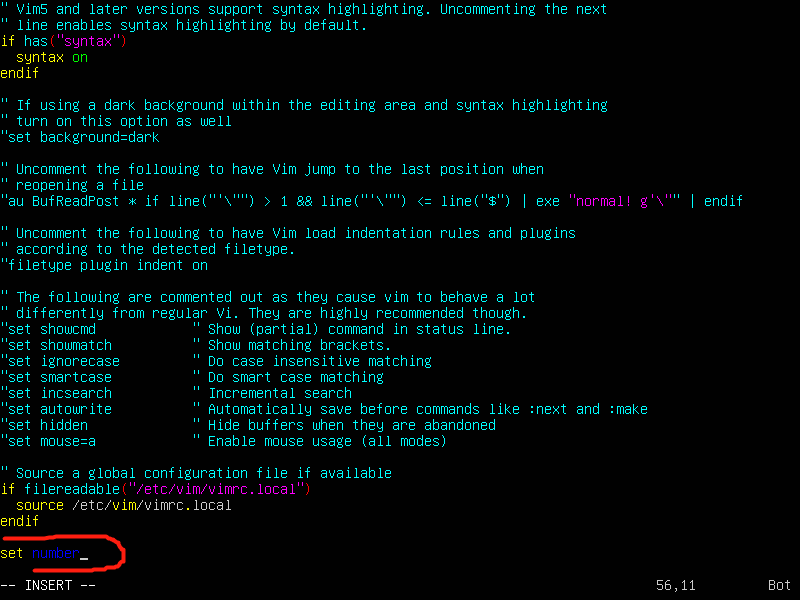 " Vim5 and later versions support syntax highlighting. Uncommenting the next
" line enables syntax highlighting by default.
if has("syntax")
  syntax on
endif
" If using a dark background within the editing area and syntax highlighting
" turn on this option as well
"set background=dark
" Uncomment the following to have Vim jump to the last position when
" reopening a file
"au BufReadPost * if line("'\"") > 1 && line("'\"") <= line("$") | exe "normal! g'\"" | endif
" Uncomment the following to have Vim load indentation rules and plugins
" according to the detected filetype.
"filetype plugin indent on
" The following are commented out as they cause vim to behave a lot
" differently from regular Vi. They are highly recommended though.
"set showcmd            " Show (partial) command in status line.
"set showmatch          " Show matching brackets.
"set ignorecase         " Do case insensitive matching
"set smartcase          " Do smart case matching
"set incsearch          " Incremental search
"set autowrite          " Automatically save before commands like :next and :make
"set hidden             " Hide buffers when they are abandoned
"set mouse=a            " Enable mouse usage (all modes)
" Source a global configuration file if available
if filereadable("/etc/vim/vimrc.local")
  source /etc/vim/vimrc.local
endif
set number
-- INSERT -- 56,11 Bot